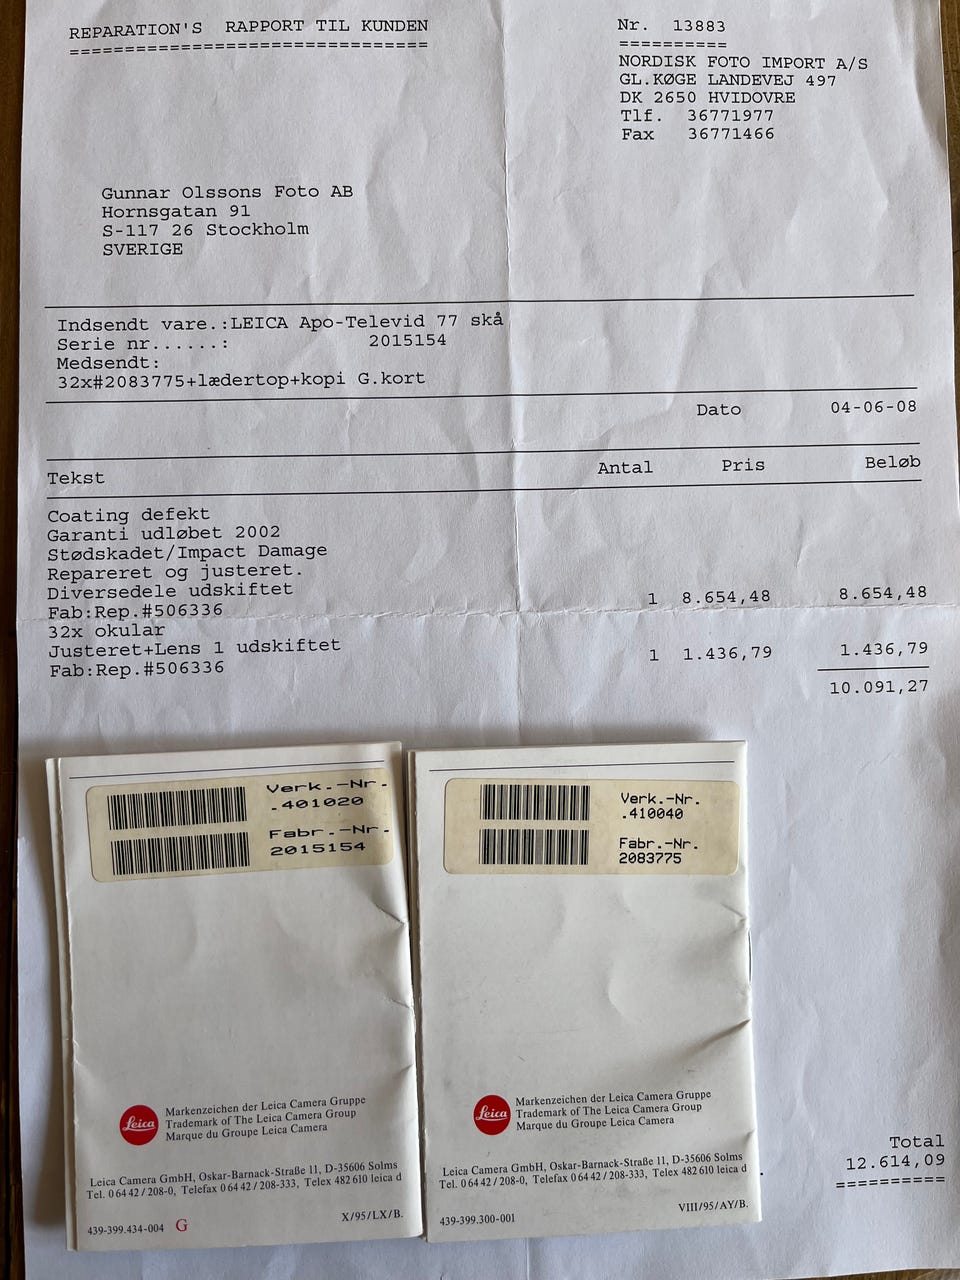 REPARATION'S RAPPORT TIL KUNDEN
===============================
Nr. 13883
==========
NORDISK FOTO IMPORT A/S
GL.KØGE LANDEVEJ 497
DK 2650 HVIDOVRE
Tlf. 36771977
Fax 36771466
Gunnar Olssons Foto AB
Hornsgatan 91
S-117 26 Stockholm
SVERIGE
Indsendt vare.:LEICA Apo-Televid 77 skå
Serie nr......: 2015154
Medsendt:
32x#2083775+lædertop+kopi G.kort
Dato 04-06-08
Tekst Antal Pris Beløb
Coating defekt
Garanti udløbet 2002
Stødskadet/Impact Damage
Repareret og justeret.
Diversedele udskiftet 1 8.654,48 8.654,48
Fab:Rep.#506336
32x okular
Justeret+Lens 1 udskiftet 1 1.436,79 1.436,79
Fab:Rep.#506336
10.091,27
Verk.-Nr.
.401020
Fabr.-Nr.
2015154
Leica
Markenzeichen der Leica Camera Gruppe
Trademark of The Leica Camera Group
Marque du Groupe Leica Camera
Leica Camera GmbH, Oskar-Barnack-Straße 11, D-35606 Solms
Tel. 0 64 42 / 208-0, Telefax 0 64 42 / 208-333, Telex 482 610 leica d
439-399.434-004 G X/95/LX/B.
Verk.-Nr.
.410040
Fabr.-Nr.
2083775
Leica
Markenzeichen der Leica Camera Gruppe
Trademark of The Leica Camera Group
Marque du Groupe Leica Camera
Leica Camera GmbH, Oskar-Barnack-Straße 11, D-35606 Solms
Tel. 0 64 42 / 208-0, Telefax 0 64 42 / 208-333, Telex 482 610 leica d
439-399.300-001 VIII/95/AY/B.
Total
12.614,09
==========